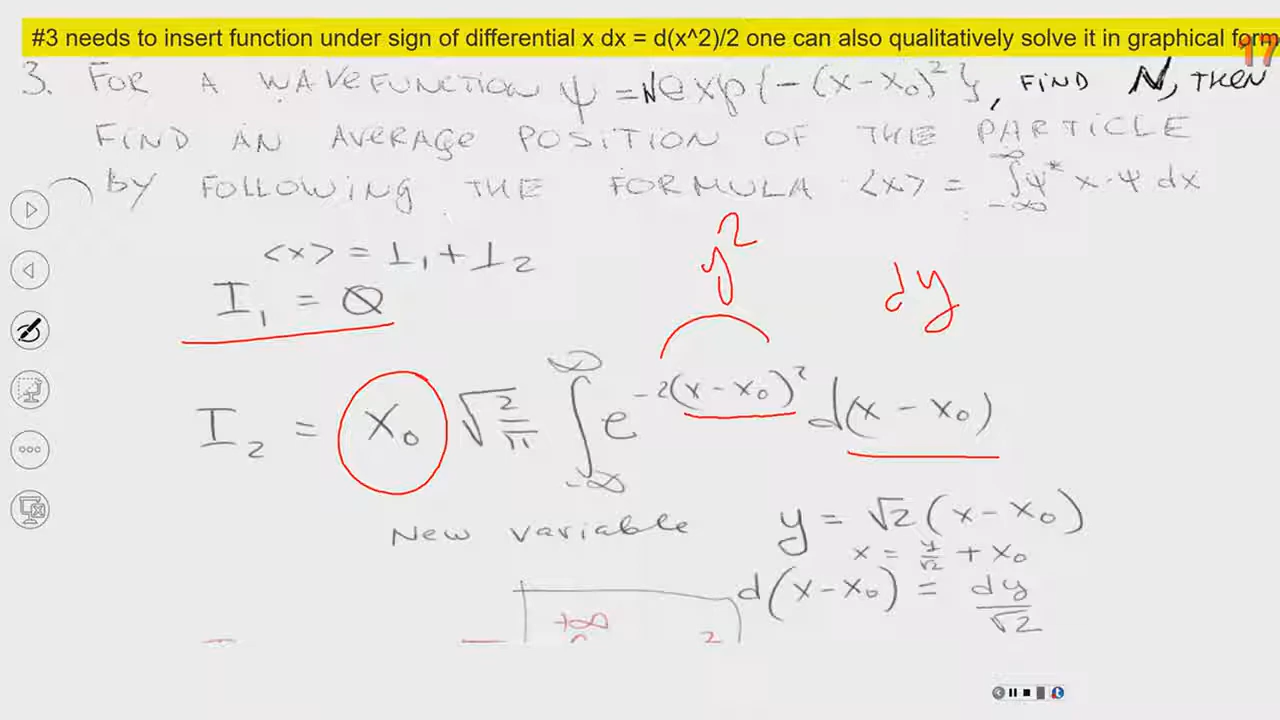 #3 needs to insert function under sign of differential x dx = d(x^2)/2 one can also qualitatively solve it in graphical form
17
3. FOR A WAVEFUNCTION ψ = N exp{-(x-x₀)²}, FIND N, THEN
FIND AN AVERAGE POSITION OF THE PARTICLE
BY FOLLOWING THE FORMULA <x> = ∫_{-∞}^{∞} ψ* x·ψ dx
<x> = I₁ + I₂
y² dy
I₁ = 0
I₂ = x₀ √(2/π) ∫_{-∞}^{∞} e^{-2(x-x₀)²} d(x-x₀)
New variable y = √2(x-x₀)
x = y/√2 + x₀
d(x-x₀) = dy/√2
+∞
2